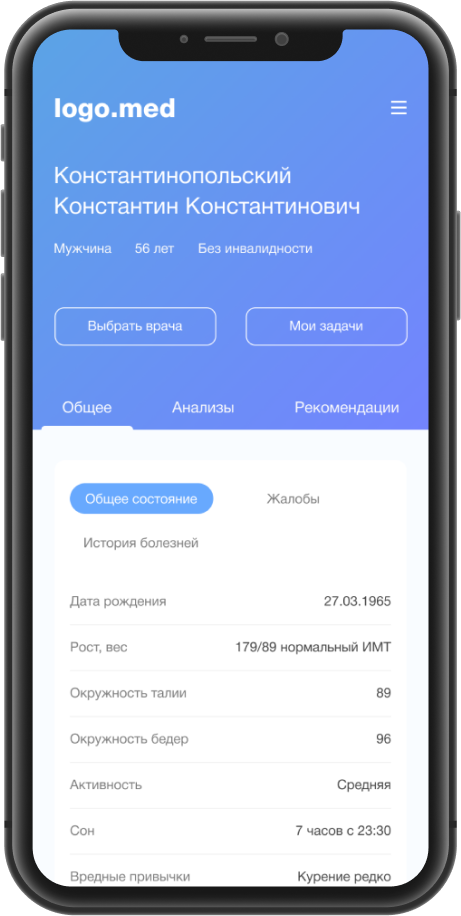 logo.med
Константинопольский
Константин Константинович
Мужчина 56 лет Без инвалидности
Выбрать врача Мои задачи
Общее Анализы Рекомендации
Общее состояние Жалобы
История болезней
Дата рождения 27.03.1965
Рост, вес 179/89 нормальный ИМТ
Окружность талии 89
Окружность бедер 96
Активность Средняя
Сон 7 часов с 23:30
Вредные привычки Курение редко